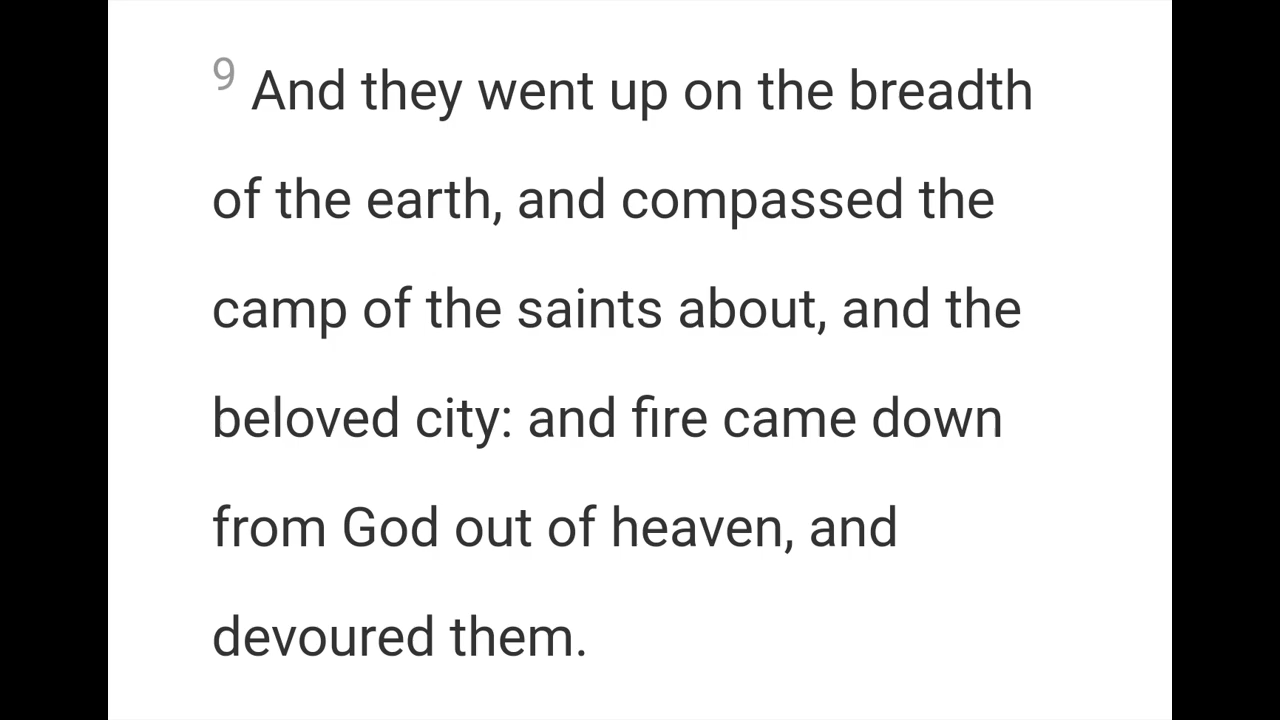 9 And they went up on the breadth
of the earth, and compassed the
camp of the saints about, and the
beloved city: and fire came down
from God out of heaven, and
devoured them.